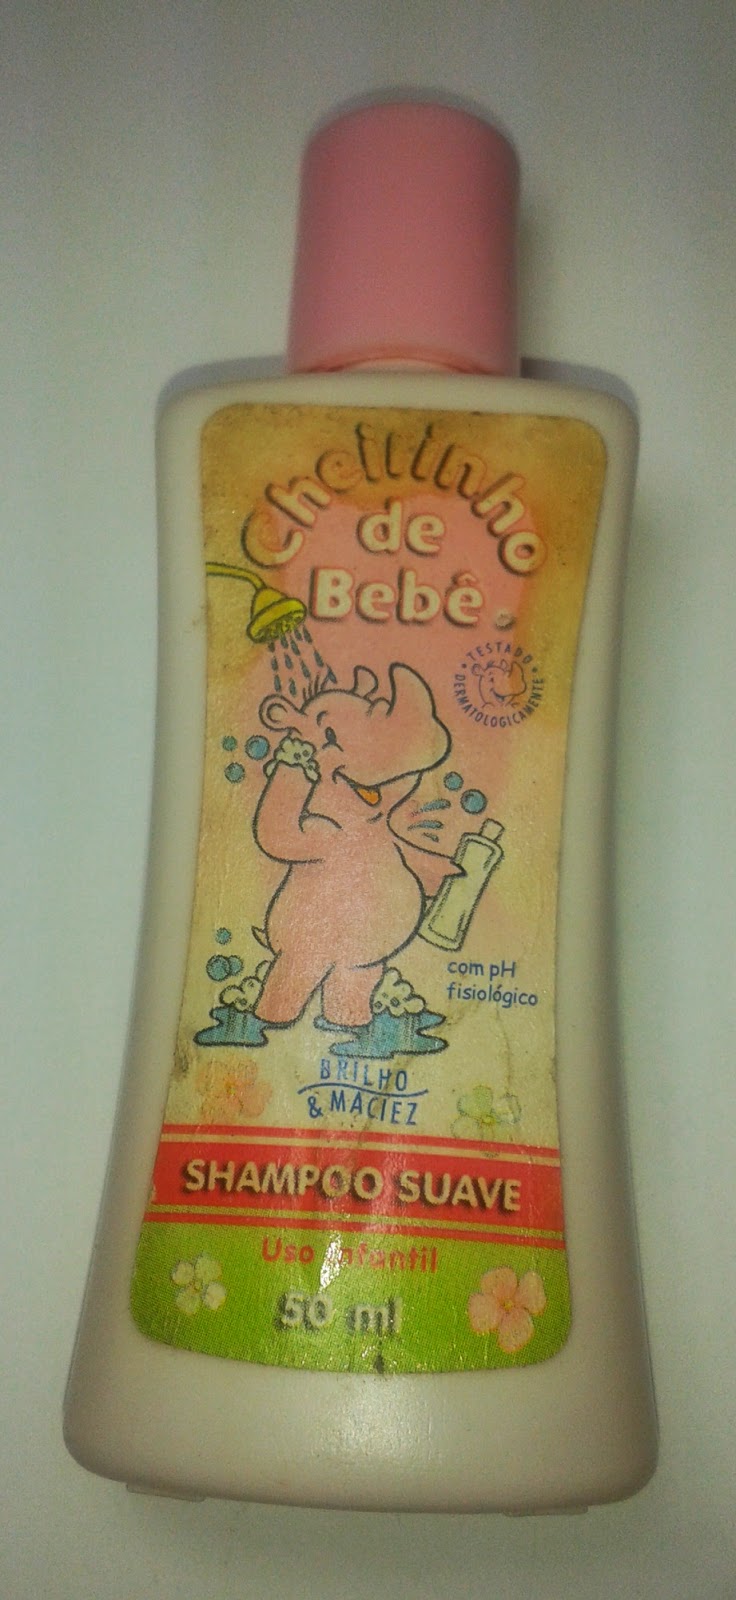 Cheirinho
de
Bebê
• TESTADO •
DERMATOLOGICAMENTE
com pH
fisiológico
BRILHO
& MACIEZ
SHAMPOO SUAVE
Uso Infantil
50 ml